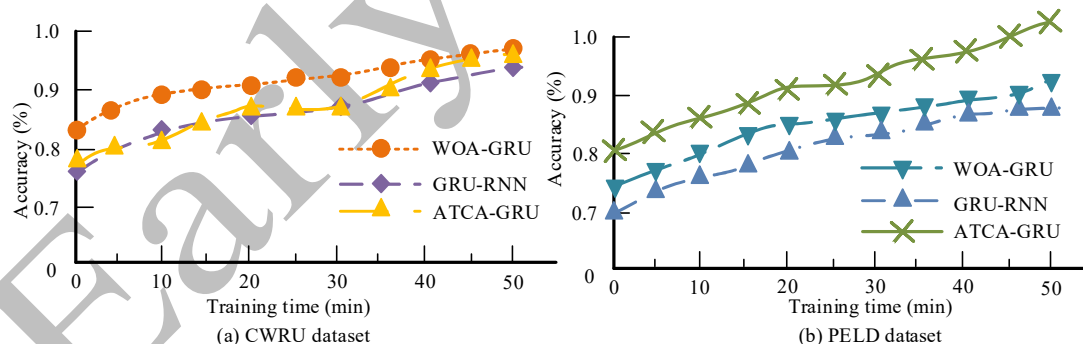 1.0
0.9
0.8
0.7
0
Accuracy (%)
WOA-GRU
GRU-RNN
ATCA-GRU
0 10 20 30 40 50
Training time (min)
(a) CWRU dataset
1.0
0.9
0.8
0.7
0
Accuracy (%)
WOA-GRU
GRU-RNN
ATCA-GRU
0 10 20 30 40 50
Training time (min)
(b) PELD dataset
Early